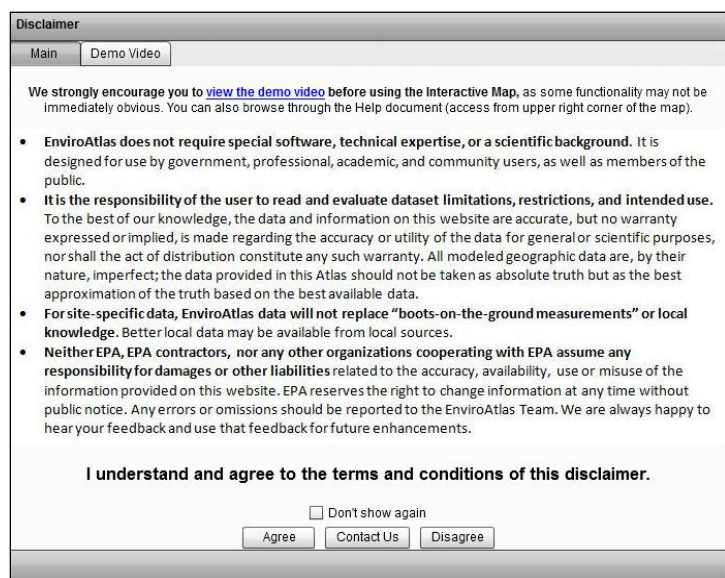 Disclaimer
Main Demo Video
We strongly encourage you to view the demo video before using the Interactive Map, as some functionality may not be
immediately obvious. You can also browse through the Help document (access from upper right corner of the map).
• EnviroAtlas does not require special software, technical expertise, or a scientific background. It is
designed for use by government, professional, academic, and community users, as well as members of the
public.
• It is the responsibility of the user to read and evaluate dataset limitations, restrictions, and intended use.
To the best of our knowledge, the data and information on this website are accurate, but no warranty
expressed or implied, is made regarding the accuracy or utility of the data for general or scientific purposes,
nor shall the act of distribution constitute any such warranty. All modeled geographic data are, by their
nature, imperfect; the data provided in this Atlas should not be taken as absolute truth but as the best
approximation of the truth based on the best available data.
• For site-specific data, EnviroAtlas data will not replace “boots-on-the-ground measurements” or local
knowledge. Better local data may be available from local sources.
• Neither EPA, EPA contractors, nor any other organizations cooperating with EPA assume any
responsibility for damages or other liabilities related to the accuracy, availability, use or misuse of the
information provided on this website. EPA reserves the right to change information at any time without
public notice. Any errors or omissions should be reported to the EnviroAtlas Team. We are always happy to
hear your feedback and use that feedback for future enhancements.
I understand and agree to the terms and conditions of this disclaimer.
Don't show again
Agree Contact Us Disagree